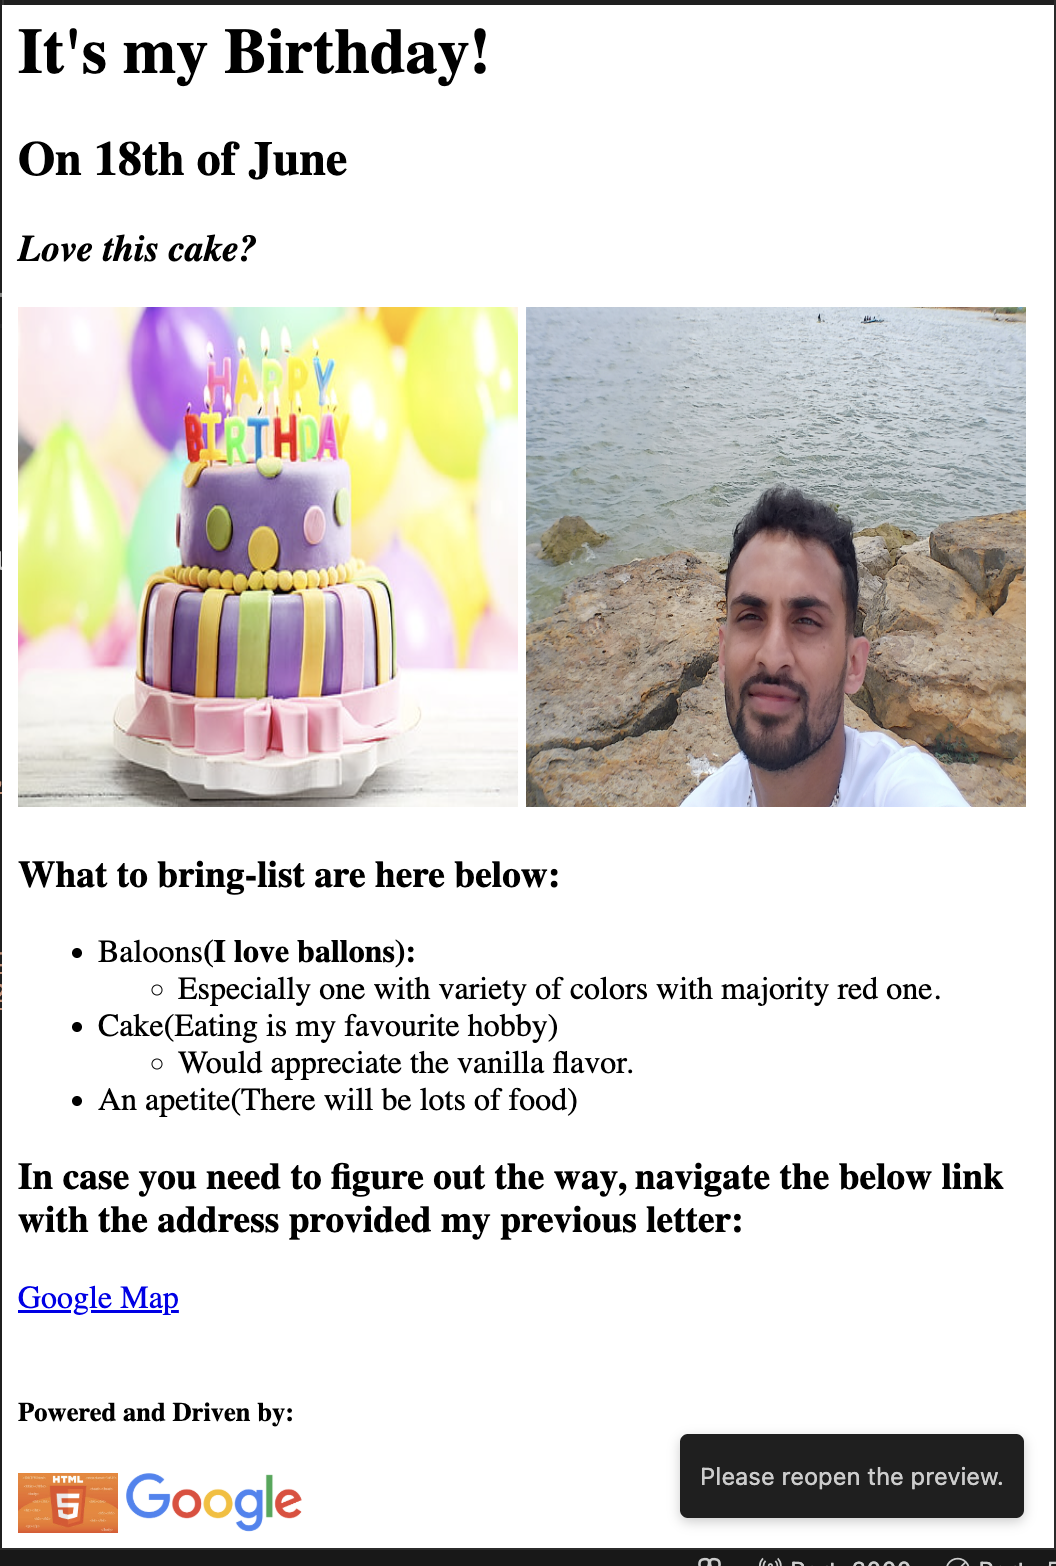 It's my Birthday!
On 18th of June
Love this cake?
HAPPY
BIRTHDAY
What to bring-list are here below:
Baloons(I love ballons):
Especially one with variety of colors with majority red one.
Cake(Eating is my favourite hobby)
Would appreciate the vanilla flavor.
An apetite(There will be lots of food)
In case you need to figure out the way, navigate the below link
with the address provided my previous letter:
Google Map
Powered and Driven by:
HTML
5
Google
Please reopen the preview.